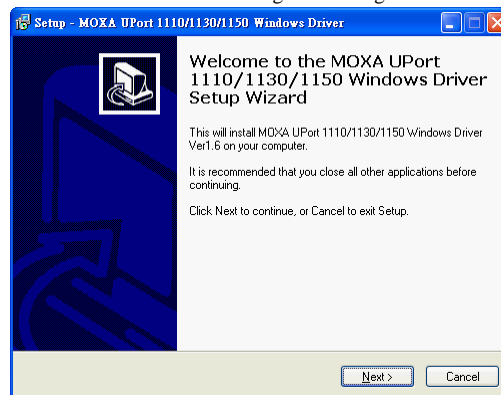 Setup - MOXA UPort 1110/1130/1150 Windows Driver
Welcome to the MOXA UPort
1110/1130/1150 Windows Driver
Setup Wizard
This will install MOXA UPort 1110/1130/1150 Windows Driver
Ver1.6 on your computer.
It is recommended that you close all other applications before
continuing.
Click Next to continue, or Cancel to exit Setup.
Next >
Cancel